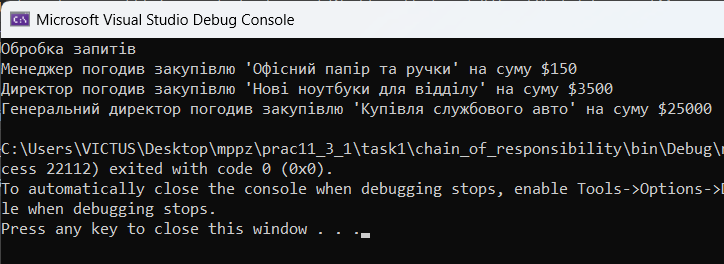 Microsoft Visual Studio Debug Console
Обробка запитів
Менеджер погодив закупівлю 'Офісний папір та ручки' на суму $150
Директор погодив закупівлю 'Нові ноутбуки для відділу' на суму $3500
Генеральний директор погодив закупівлю 'Купівля службового авто' на суму $25000
C:\Users\VICTUS\Desktop\mppz\prac11_3_1\task1\chain_of_responsibility\bin\Debug\
cess 22112) exited with code 0 (0x0).
To automatically close the console when debugging stops, enable Tools->Options->
le when debugging stops.
Press any key to close this window . . .